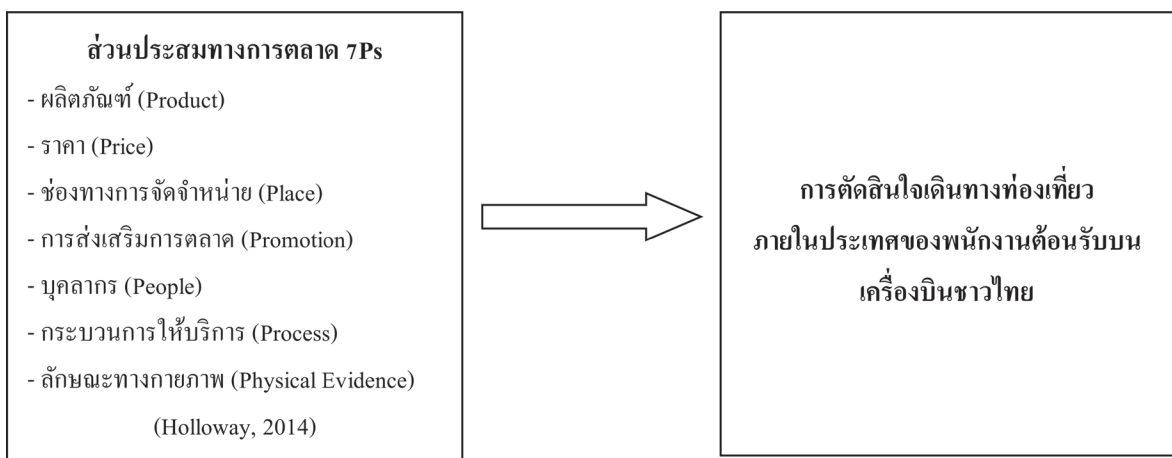 ส่วนประสมทางการตลาด 7Ps
- ผลิตภัณฑ์ (Product)
- ราคา (Price)
- ช่องทางการจัดจำหน่าย (Place)
- การส่งเสริมการตลาด (Promotion)
- บุคลากร (People)
- กระบวนการให้บริการ (Process)
- ลักษณะทางกายภาพ (Physical Evidence)
(Holloway, 2014)
การตัดสินใจเดินทางท่องเที่ยว
ภายในประเทศของพนักงานต้อนรับบน
เครื่องบินชาวไทย